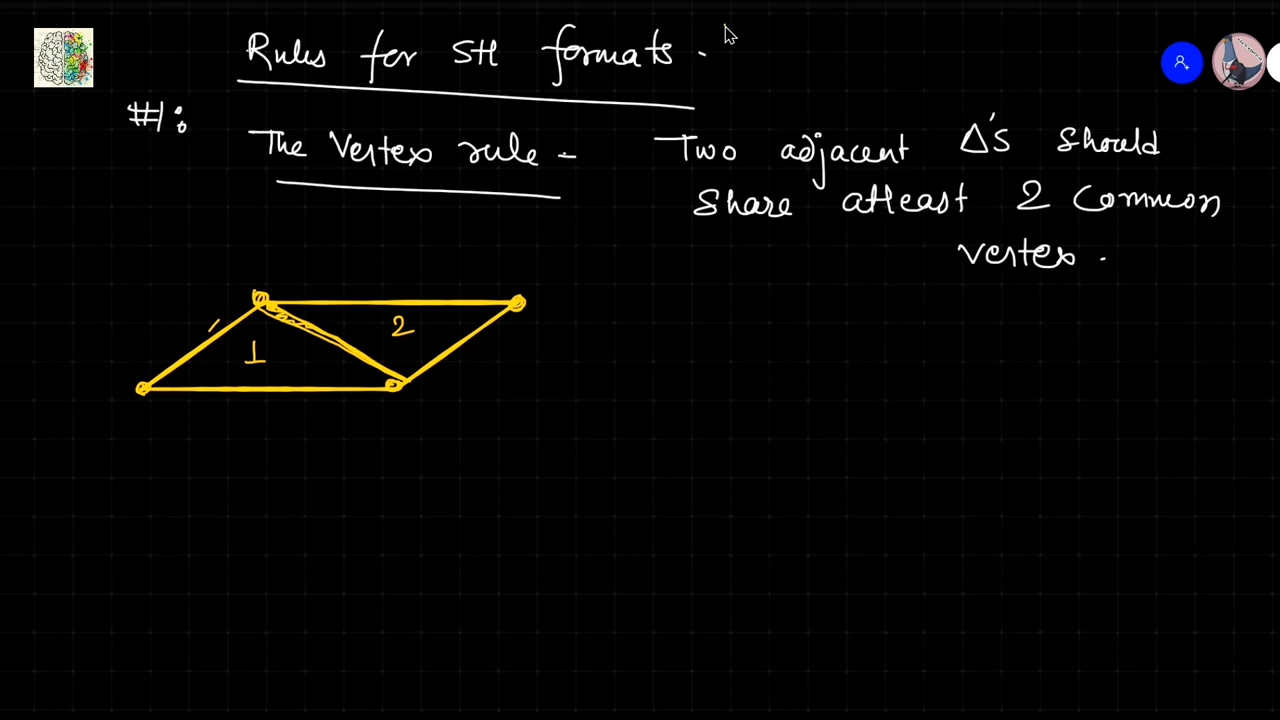 Rules for STL formats.
#1:
The Vertex rule -
Two adjacent Δ's should
share atleast 2 common
vertex.
1
2